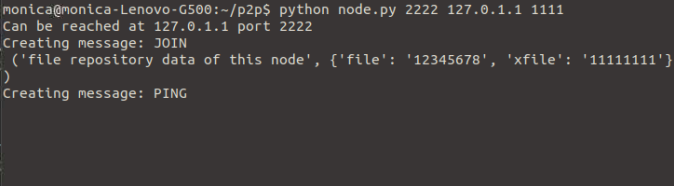 monica@monica-Lenovo-G500:~/p2p$ python node.py 2222 127.0.1.1 1111
Can be reached at 127.0.1.1 port 2222
Creating message: JOIN
 ('file repository data of this node', {'file': '12345678', 'xfile': '11111111'}
)
Creating message: PING